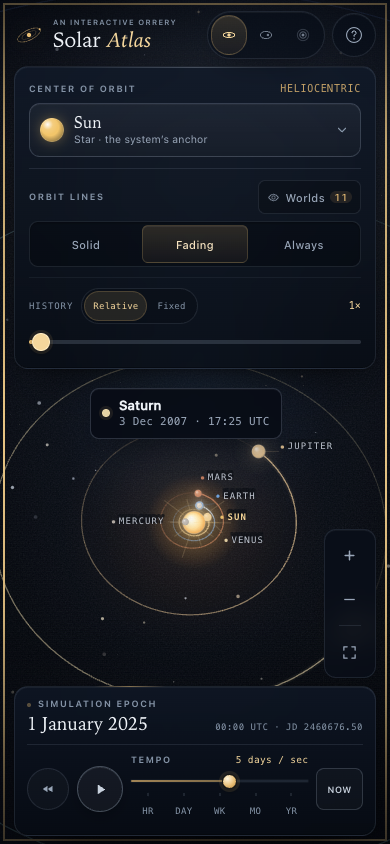 AN INTERACTIVE ORRERY
Solar Atlas
?
CENTER OF ORBIT HELIOCENTRIC
Sun
Star · the system's anchor
ORBIT LINES Worlds 11
Solid Fading Always
HISTORY Relative Fixed 1×
Saturn
3 Dec 2007 · 17:25 UTC
JUPITER
MARS
EARTH
MERCURY SUN
VENUS
+
−
SIMULATION EPOCH
1 January 2025 00:00 UTC · JD 2460676.50
TEMPO 5 days / sec
NOW
HR DAY WK MO YR